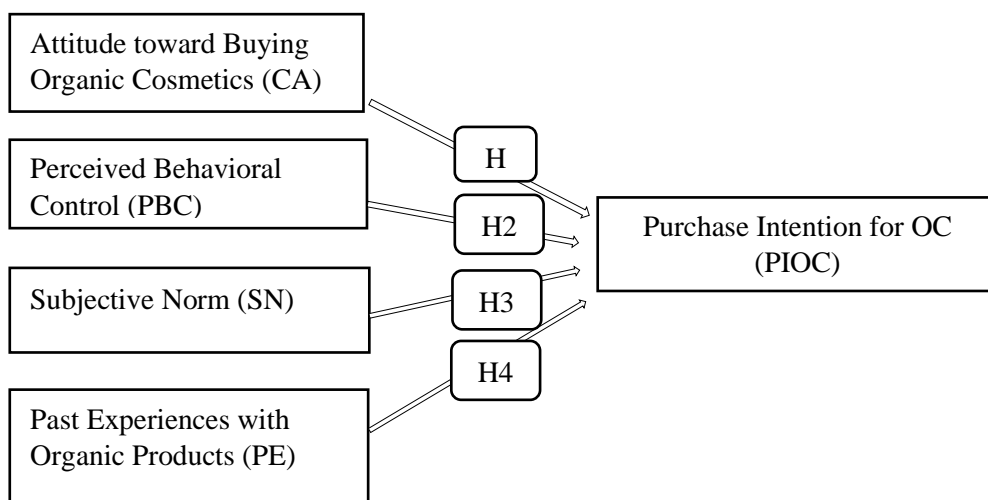 Attitude toward Buying
Organic Cosmetics (CA)
H
Perceived Behavioral
Control (PBC)
H2
Purchase Intention for OC
(PIOC)
Subjective Norm (SN)
H3
H4
Past Experiences with
Organic Products (PE)